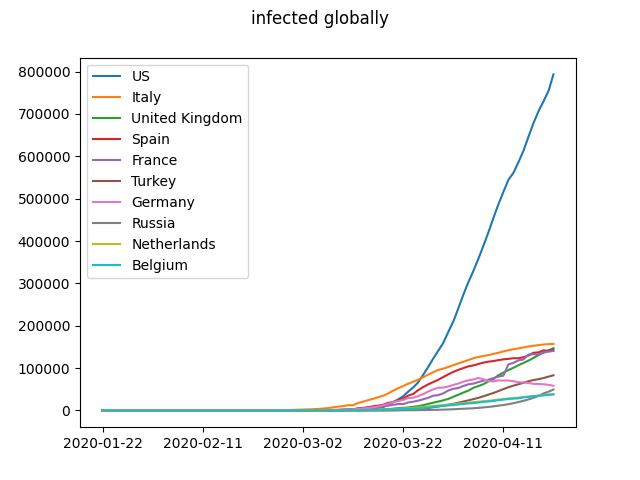 infected globally
800000
700000
600000
500000
400000
300000
200000
100000
0
US
Italy
United Kingdom
Spain
France
Turkey
Germany
Russia
Netherlands
Belgium
2020-01-22
2020-02-11
2020-03-02
2020-03-22
2020-04-11